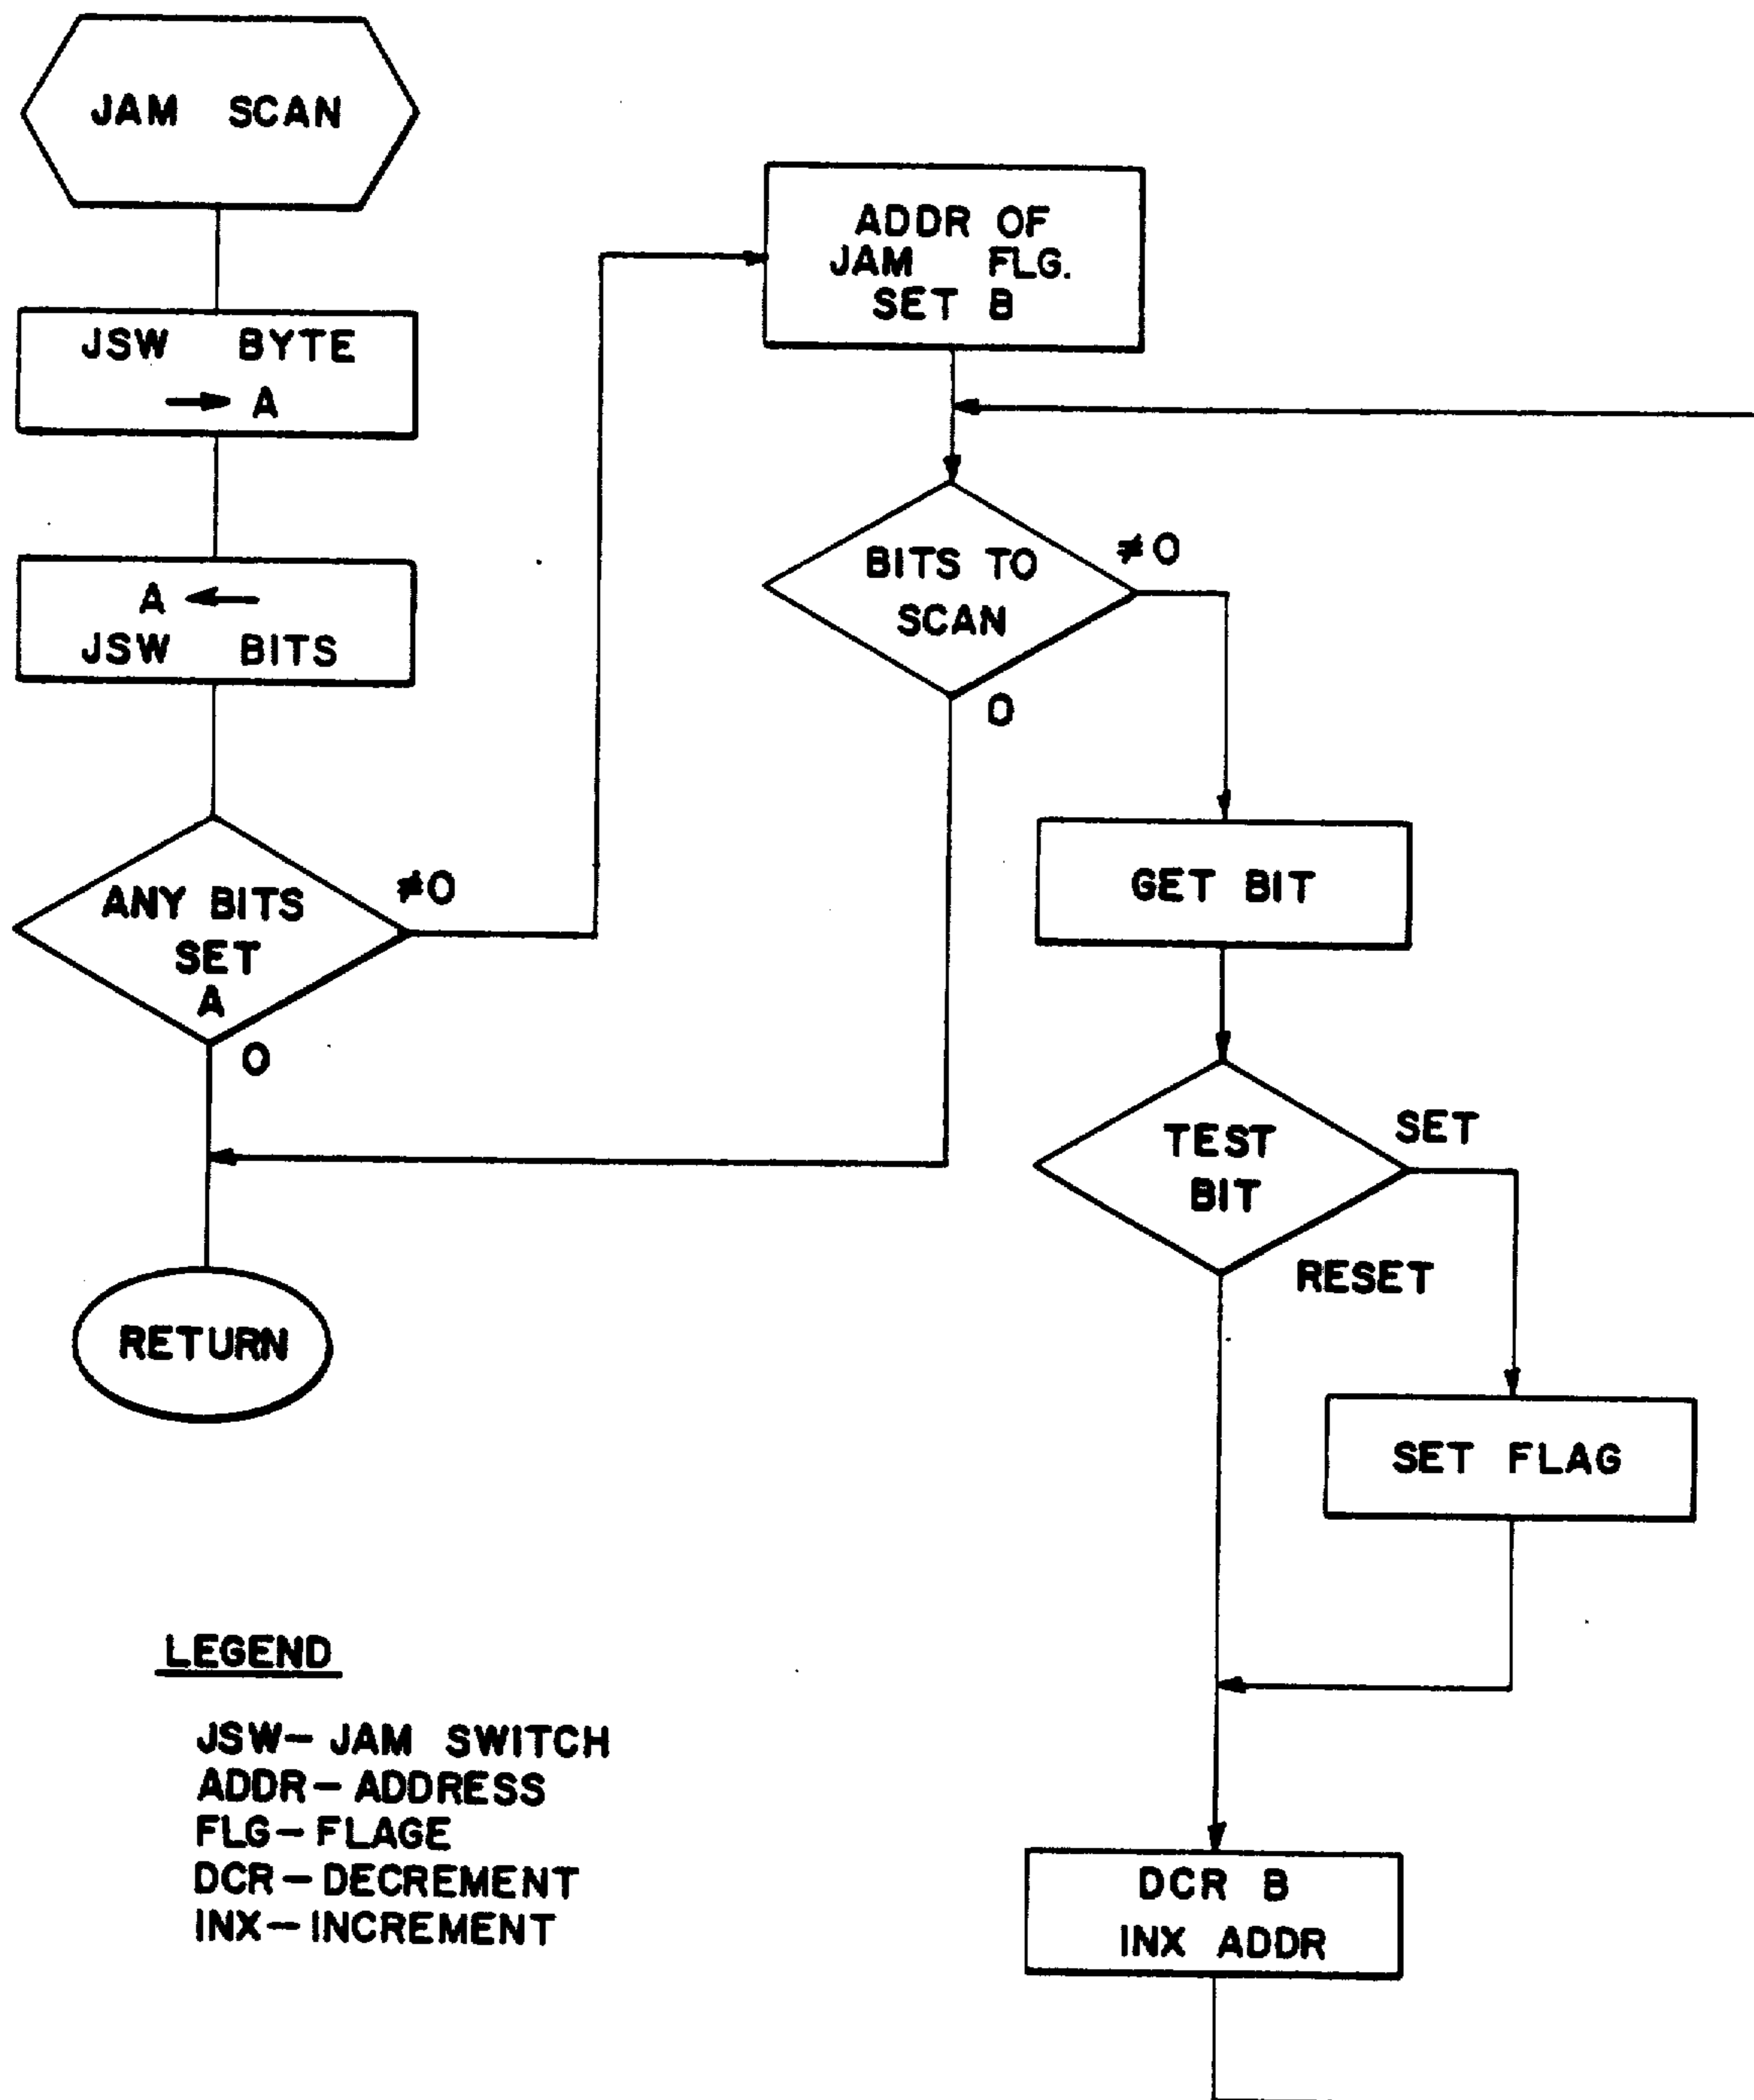 JAM SCAN
JSW BYTE
→ A
A ←
JSW BITS
ANY BITS
SET
A
≠0
0
RETURN
ADDR OF
JAM FLG.
SET B
BITS TO
SCAN
≠0
0
GET BIT
TEST
BIT
SET
RESET
SET FLAG
DCR B
INX ADDR
LEGEND
JSW- JAM SWITCH
ADDR- ADDRESS
FLG- FLAGE
DCR- DECREMENT
INX- INCREMENT